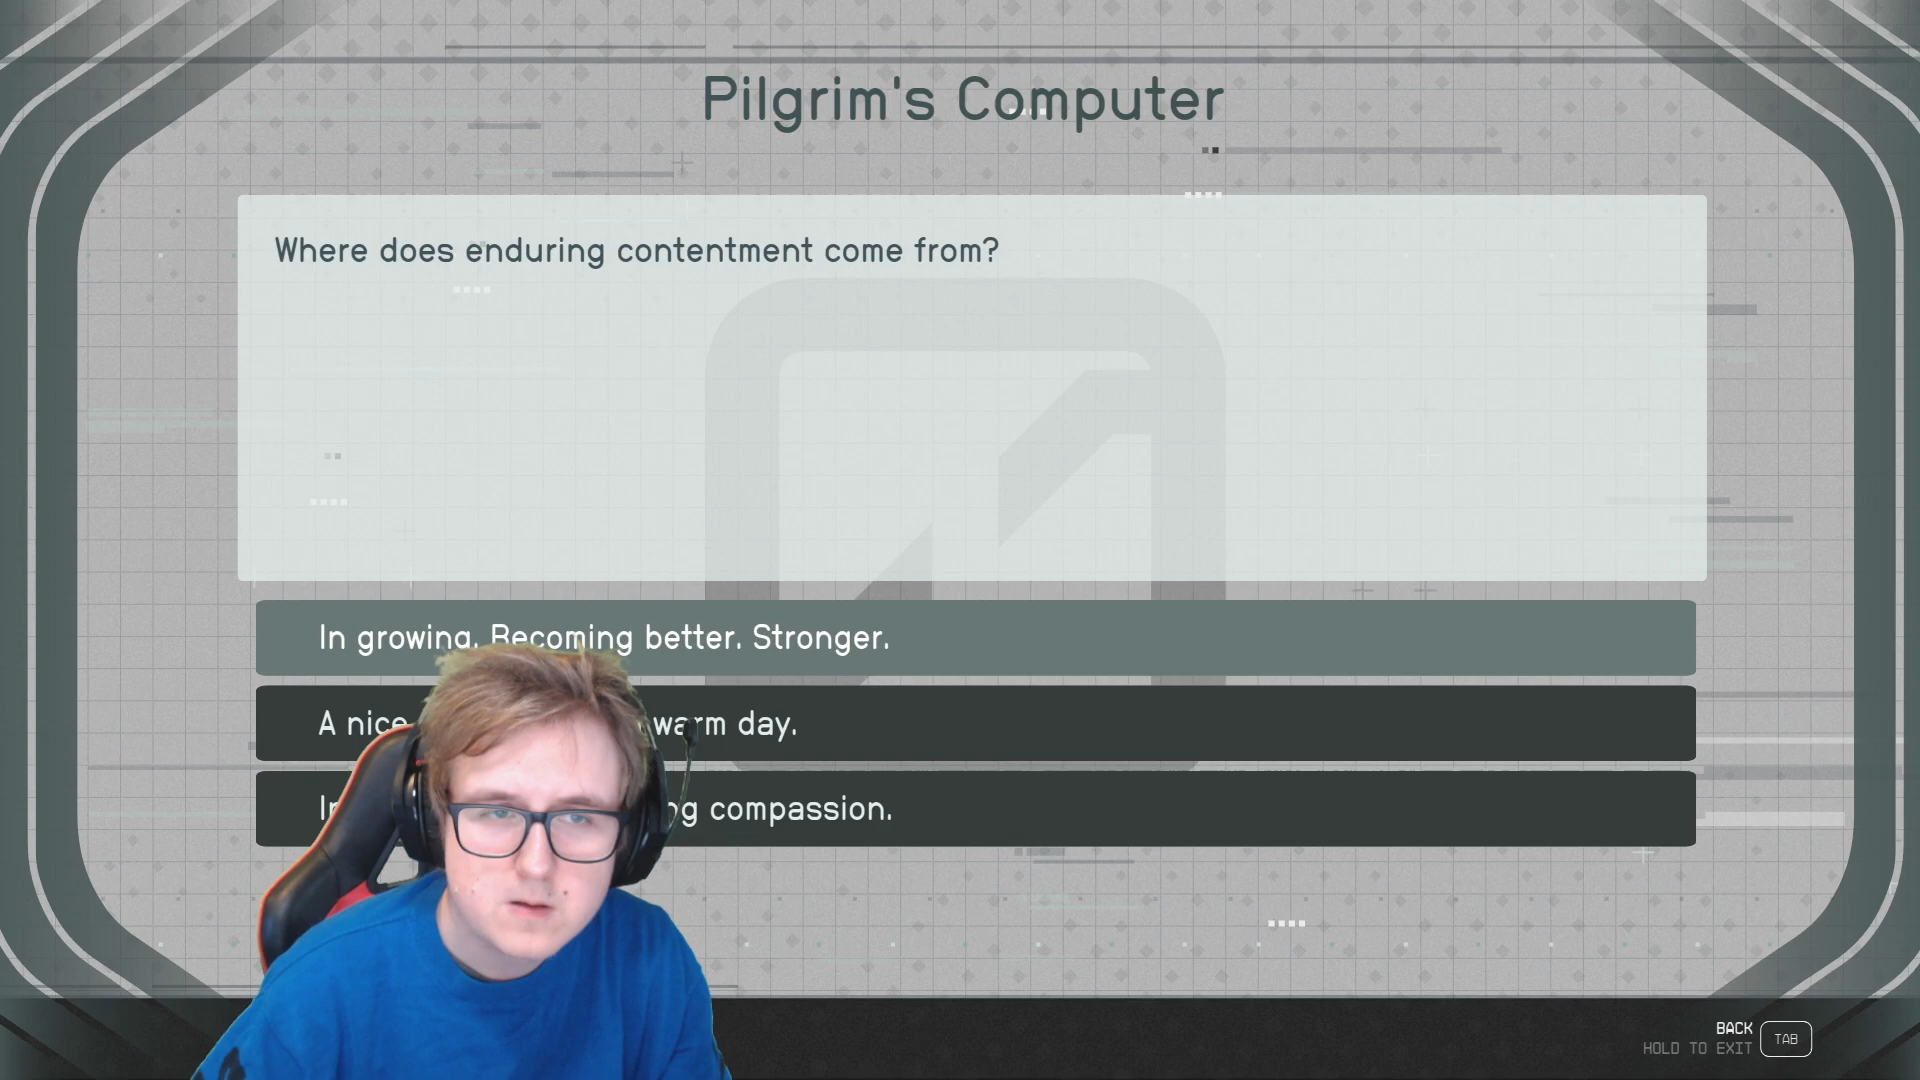 Pilgrim's Computer
Where does enduring contentment come from?
In growing. Becoming better. Stronger.
A nice warm day.
compassion.
BACK
HOLD TO EXIT
TAB